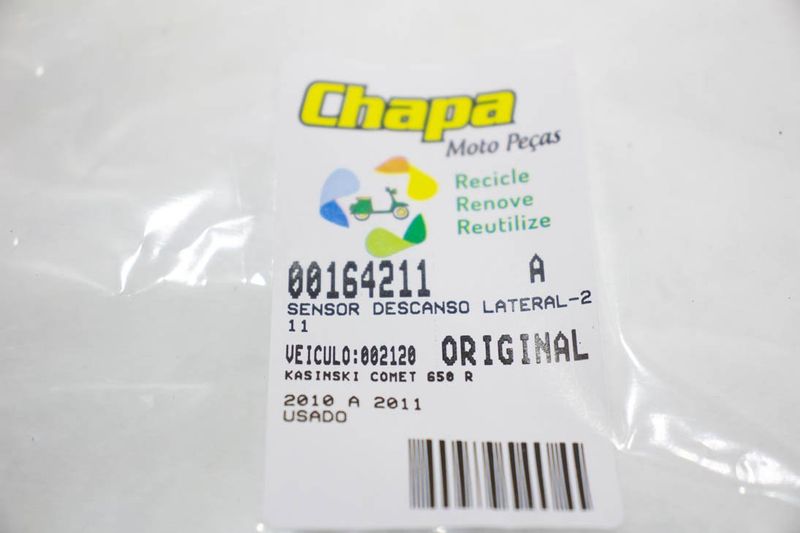 Chapa
Moto Peças
Recicle
Renove
Reutilize
00164211 A
SENSOR DESCANSO LATERAL-2
11
VEICULO:002120 ORIGINAL
KASINSKI COMET 650 R
2010 A 2011
USADO